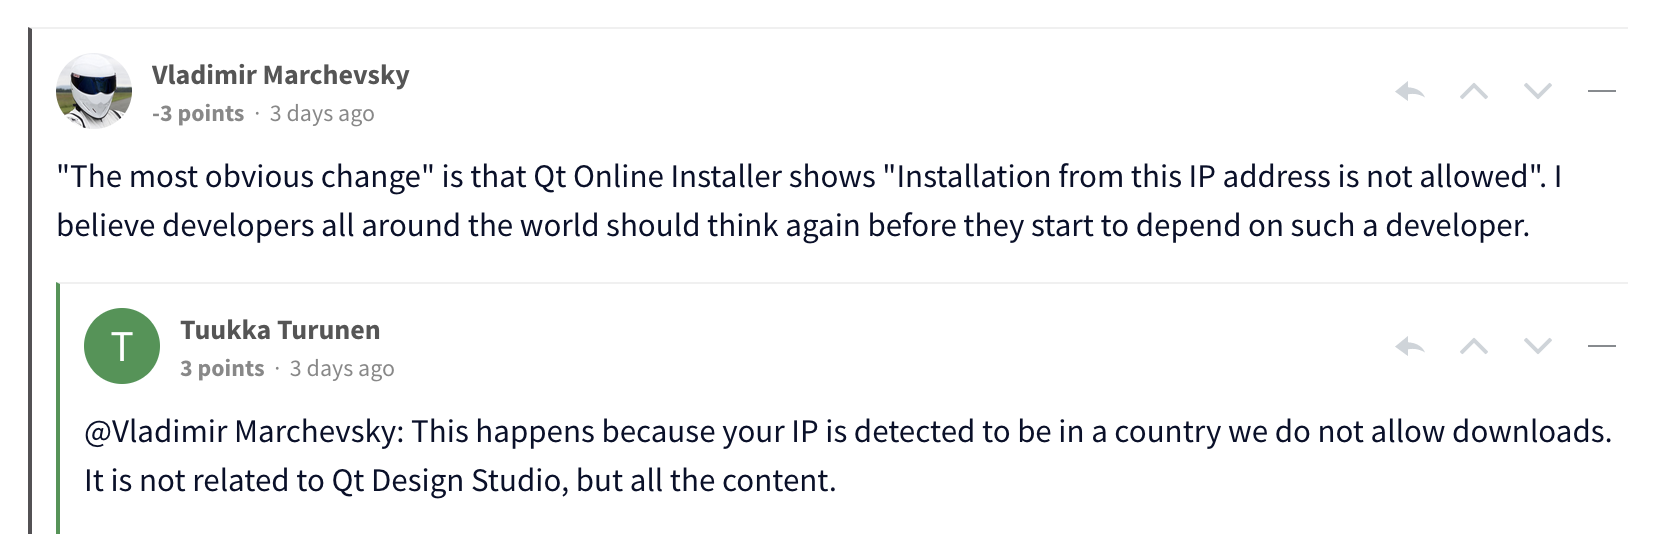 Vladimir Marchevsky
-3 points · 3 days ago
"The most obvious change" is that Qt Online Installer shows "Installation from this IP address is not allowed". I
believe developers all around the world should think again before they start to depend on such a developer.
T
Tuukka Turunen
3 points · 3 days ago
@Vladimir Marchevsky: This happens because your IP is detected to be in a country we do not allow downloads.
It is not related to Qt Design Studio, but all the content.